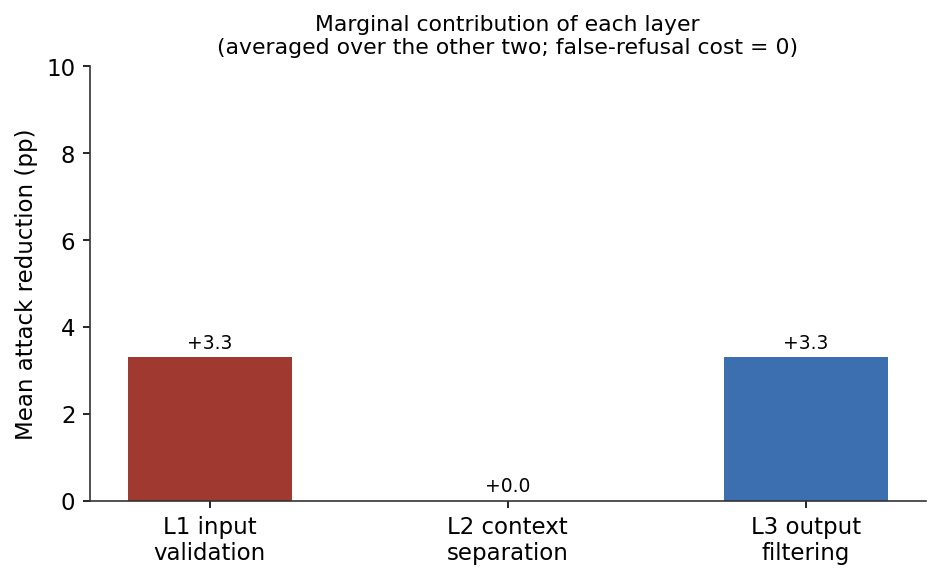 Marginal contribution of each layer
(averaged over the other two; false-refusal cost = 0)
Mean attack reduction (pp)
10
8
6
4
2
0
+3.3
+0.0
+3.3
L1 input
validation
L2 context
separation
L3 output
filtering